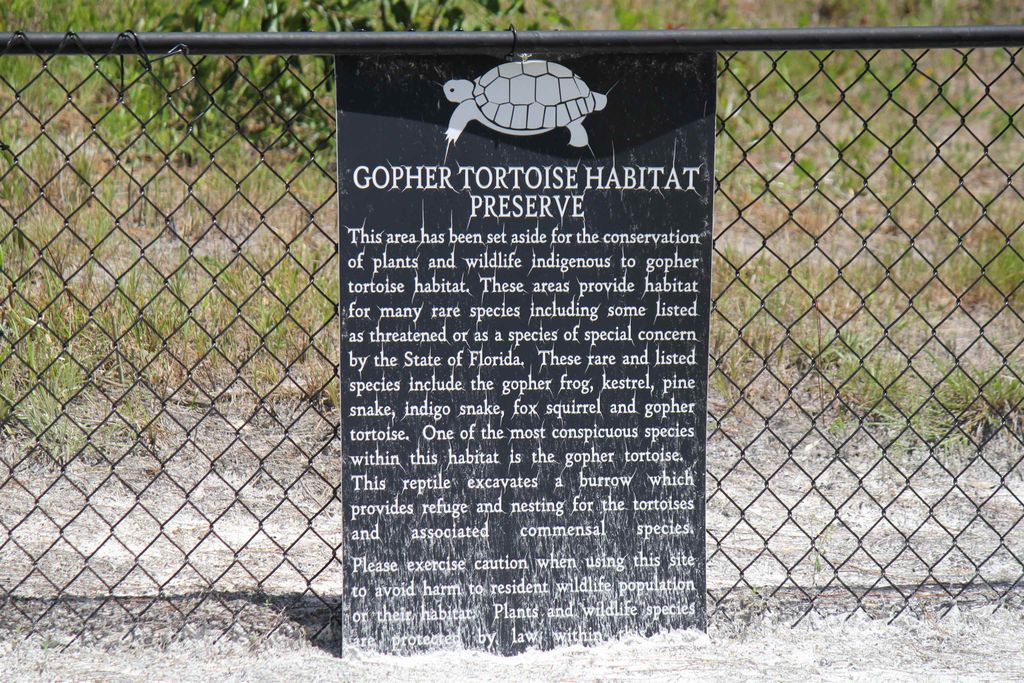 GOPHER TORTOISE HABITAT
PRESERVE
This area has been set aside for the conservation
of plants and wildlife indigenous to gopher
tortoise habitat. These areas provide habitat
for many rare species including some listed
as threatened or as a species of special concern
by the State of Florida. These rare and listed
species include the gopher frog, kestrel, pine
snake, indigo snake, fox squirrel and gopher
tortoise. One of the most conspicuous species
within this habitat is the gopher tortoise.
This reptile excavates a burrow which
provides refuge and nesting for the tortoises
and associated commensal species.
Please exercise caution when using this site
to avoid harm to resident wildlife population
or their habitat. Plants and wildlife species
are protected by law within